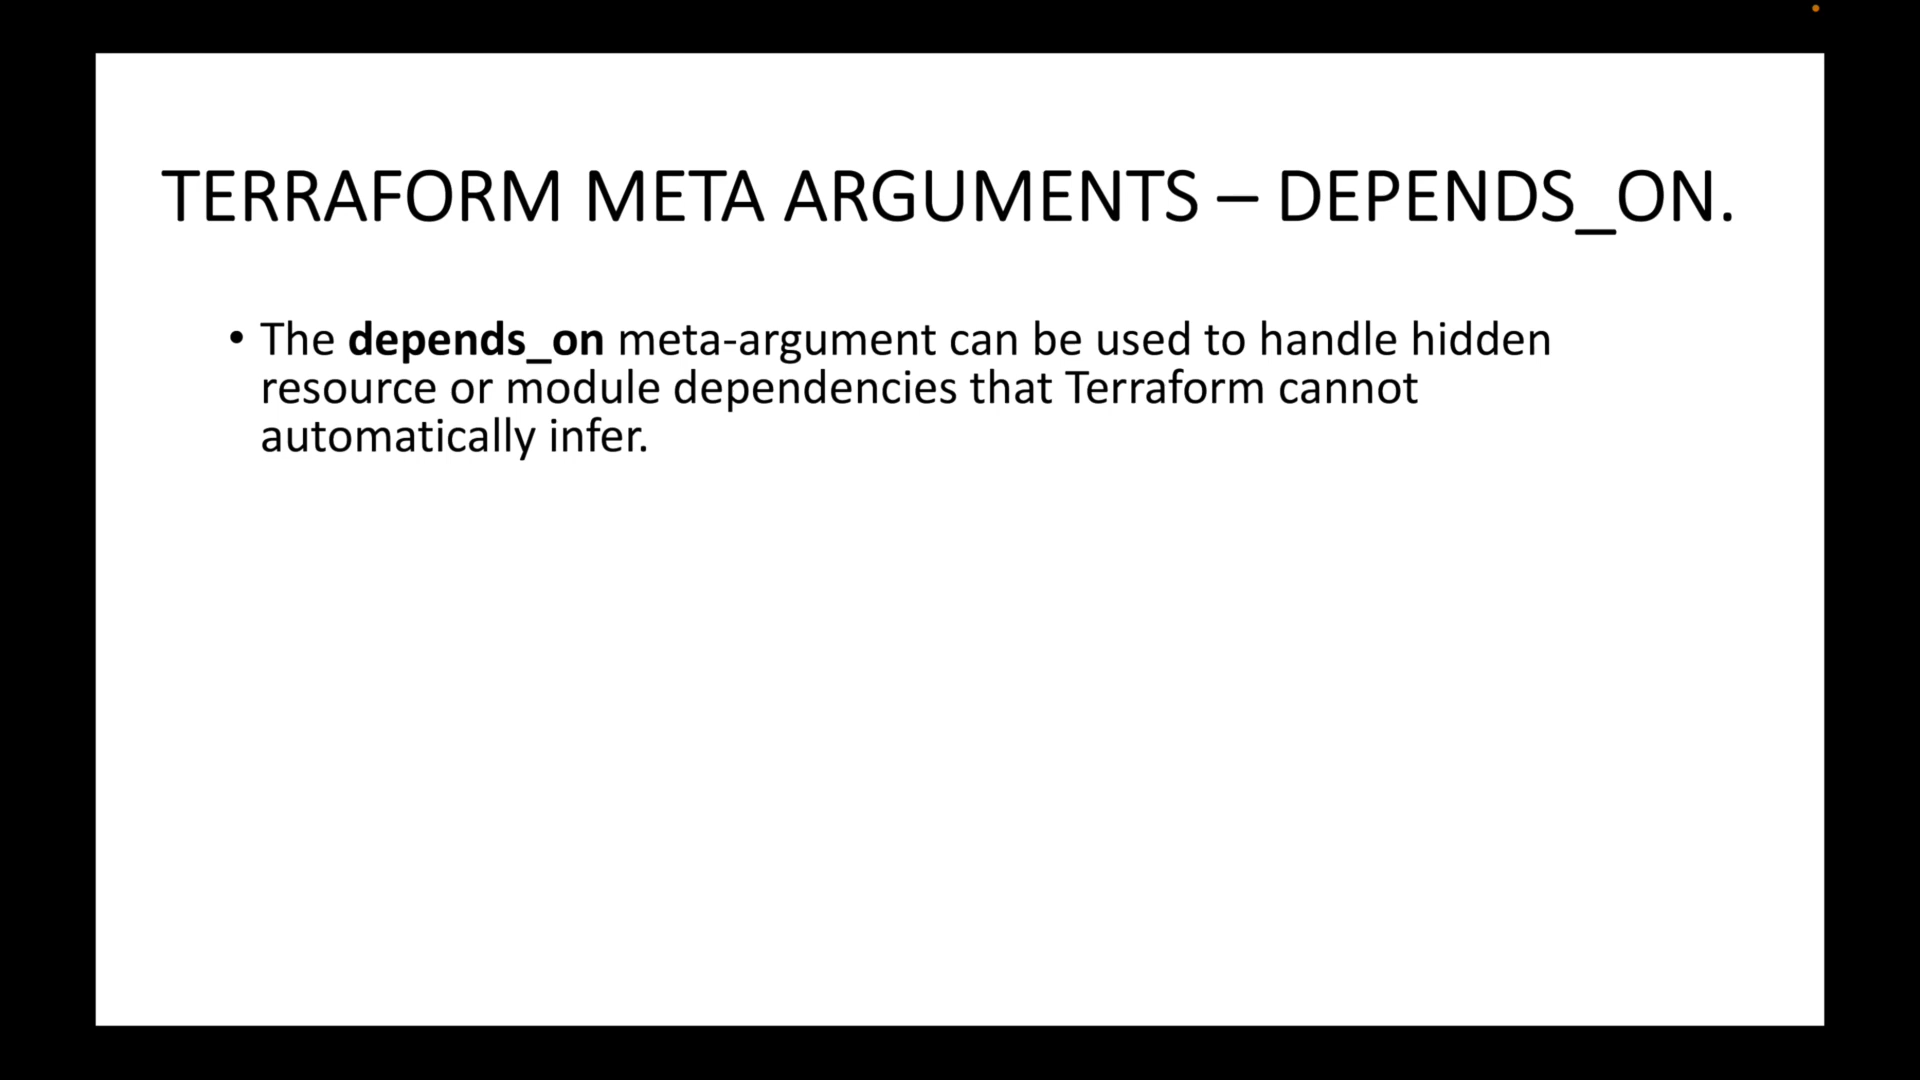 TERRAFORM META ARGUMENTS – DEPENDS_ON.
• The depends_on meta-argument can be used to handle hidden
resource or module dependencies that Terraform cannot
automatically infer.